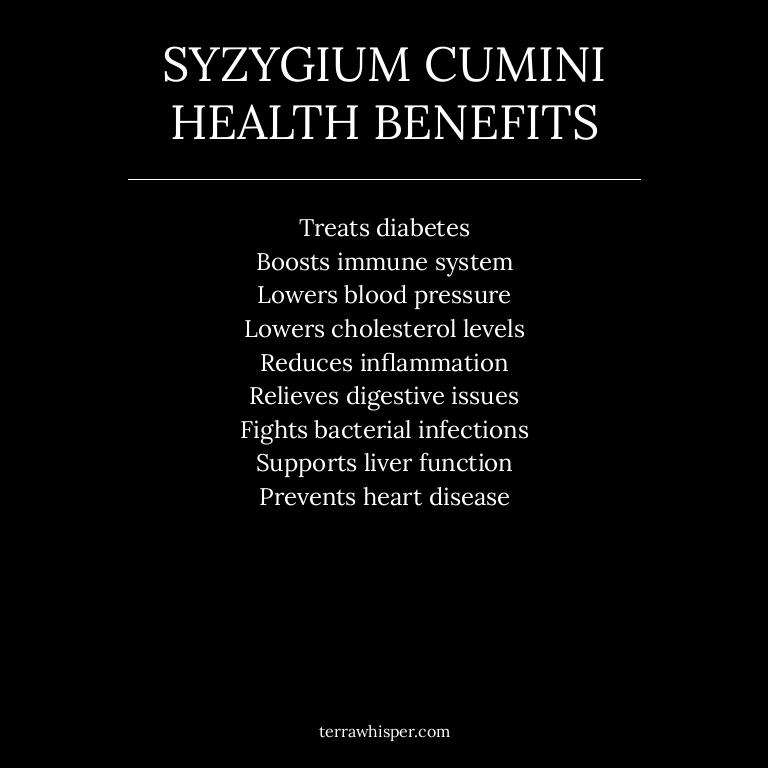 SYZYGIUM CUMINI
HEALTH BENEFITS
Treats diabetes
Boosts immune system
Lowers blood pressure
Lowers cholesterol levels
Reduces inflammation
Relieves digestive issues
Fights bacterial infections
Supports liver function
Prevents heart disease
terrawhisper.com